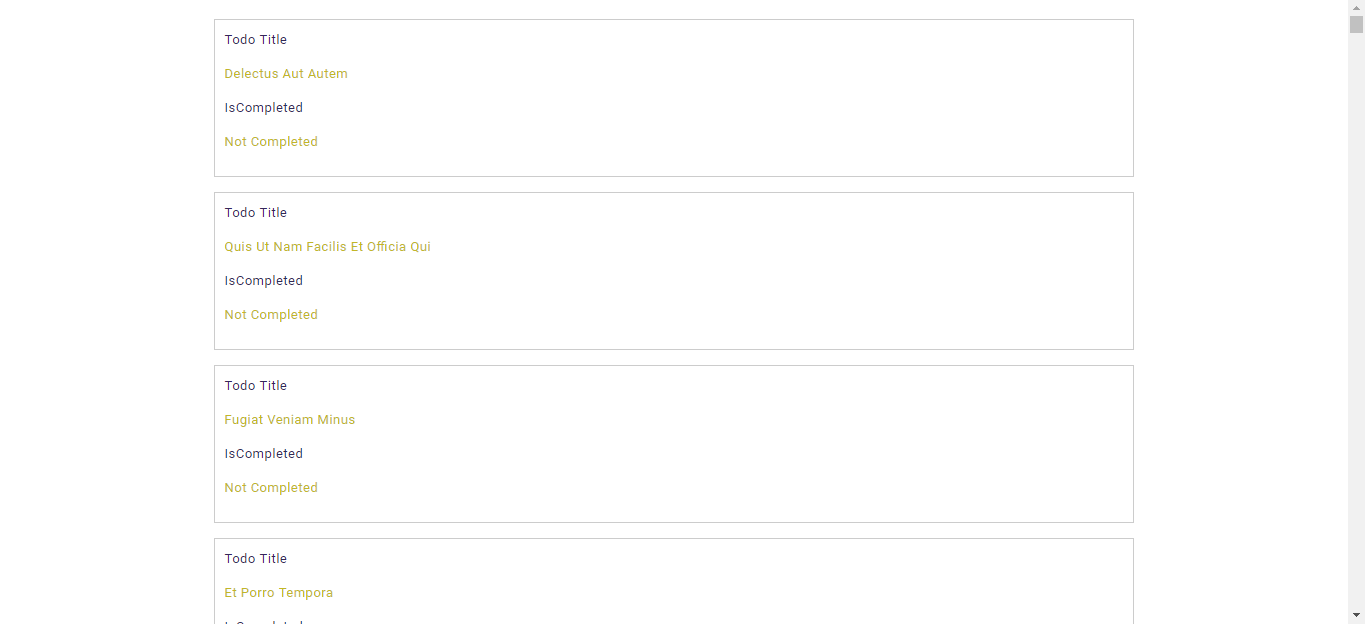 Todo Title
Delectus Aut Autem
IsCompleted
Not Completed
Todo Title
Quis Ut Nam Facilis Et Officia Qui
IsCompleted
Not Completed
Todo Title
Fugiat Veniam Minus
IsCompleted
Not Completed
Todo Title
Et Porro Tempora